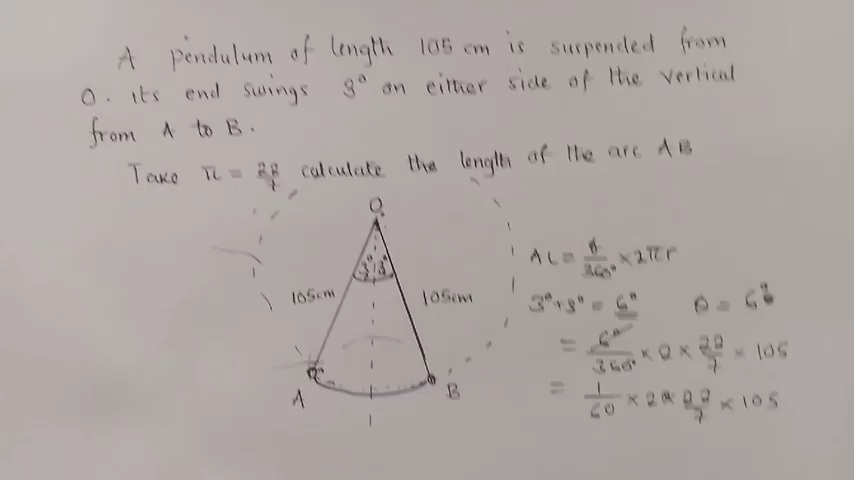 A pendulum of length 105 cm is suspended from
O. its end swings 3° on either side of the vertical
from A to B.
Take π = 22/7 calculate the length of the arc AB
O
3° 3°
105cm
105cm
A
B
AL = θ/360° × 2πr
3° + 3° = 6° θ = 6°
= 6°/360° × 2 × 22/7 × 105
= 1/60 × 2 × 22/7 × 105